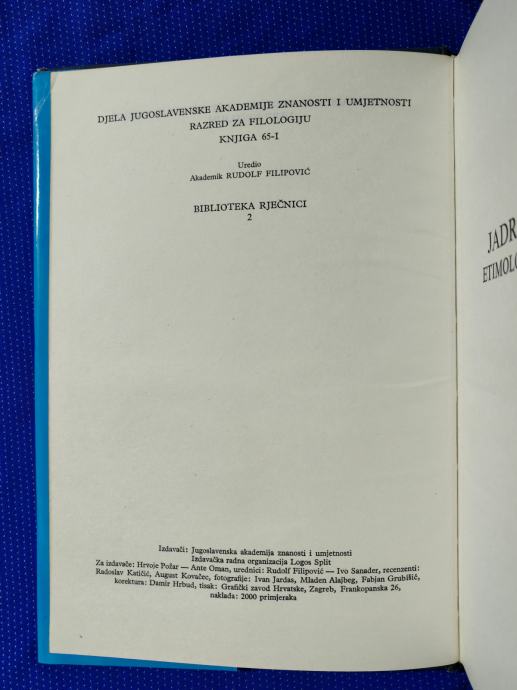 DJELA JUGOSLAVENSKE AKADEMIJE ZNANOSTI I UMJETNOSTI
RAZRED ZA FILOLOGIJU
KNJIGA 65-I
Uredio
Akademik RUDOLF FILIPOVIĆ
BIBLIOTEKA RJEČNICI
2
Izdavači: Jugoslavenska akademija znanosti i umjetnosti
Izdavačka radna organizacija Logos Split
Za izdavače: Hrvoje Požar — Ante Oman, urednici: Rudolf Filipović — Ivo Sanader, recenzenti:
Radoslav Katičić, August Kovačec, fotografije: Ivan Jardas, Mladen Alajbeg, Fabjan Grubišić,
korektura: Damir Hrbud, tisak: Grafički zavod Hrvatske, Zagreb, Frankopanska 26,
naklada: 2000 primjeraka
JADR
ETIMOLO